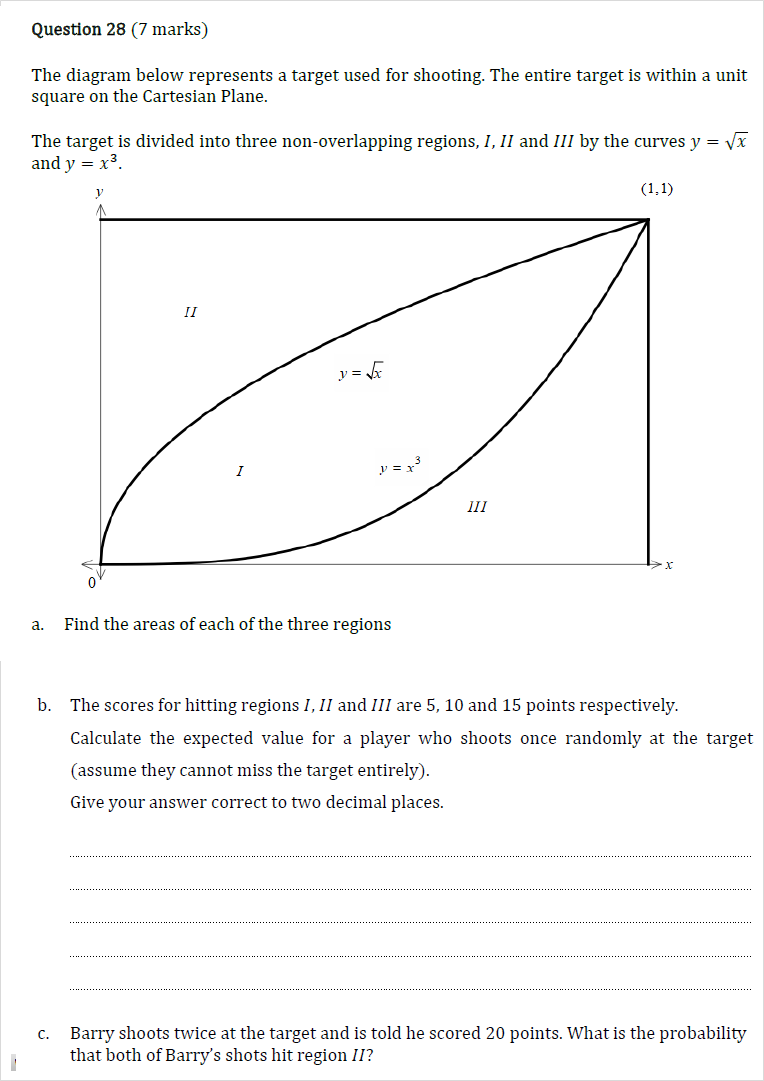 Question 28 (7 marks)
The diagram below represents a target used for shooting. The entire target is within a unit
square on the Cartesian Plane.
The target is divided into three non-overlapping regions, I, II and III by the curves y = √x
and y = x³.
y
(1,1)
II
y = √x
I
y = x³
III
x
0
a. Find the areas of each of the three regions
b. The scores for hitting regions I, II and III are 5, 10 and 15 points respectively.
Calculate the expected value for a player who shoots once randomly at the target
(assume they cannot miss the target entirely).
Give your answer correct to two decimal places.
c. Barry shoots twice at the target and is told he scored 20 points. What is the probability
that both of Barry's shots hit region II?